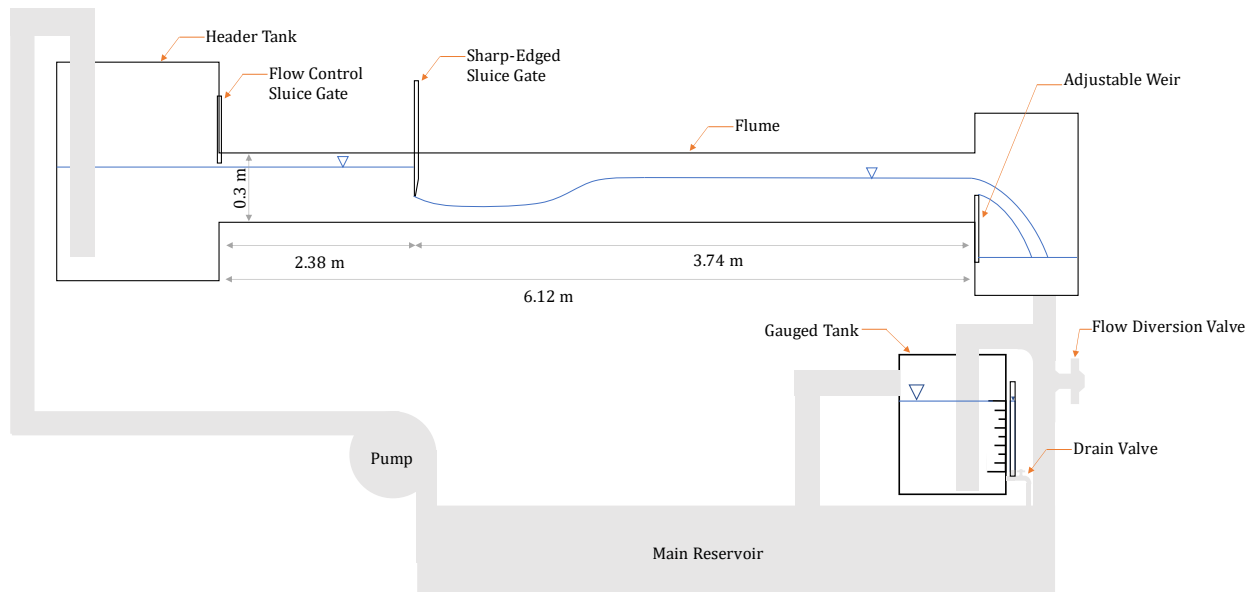 Header Tank
Flow Control
Sluice Gate
Sharp-Edged
Sluice Gate
Adjustable Weir
Flume
0.3 m
2.38 m
3.74 m
6.12 m
Gauged Tank
Flow Diversion Valve
Pump
Drain Valve
Main Reservoir